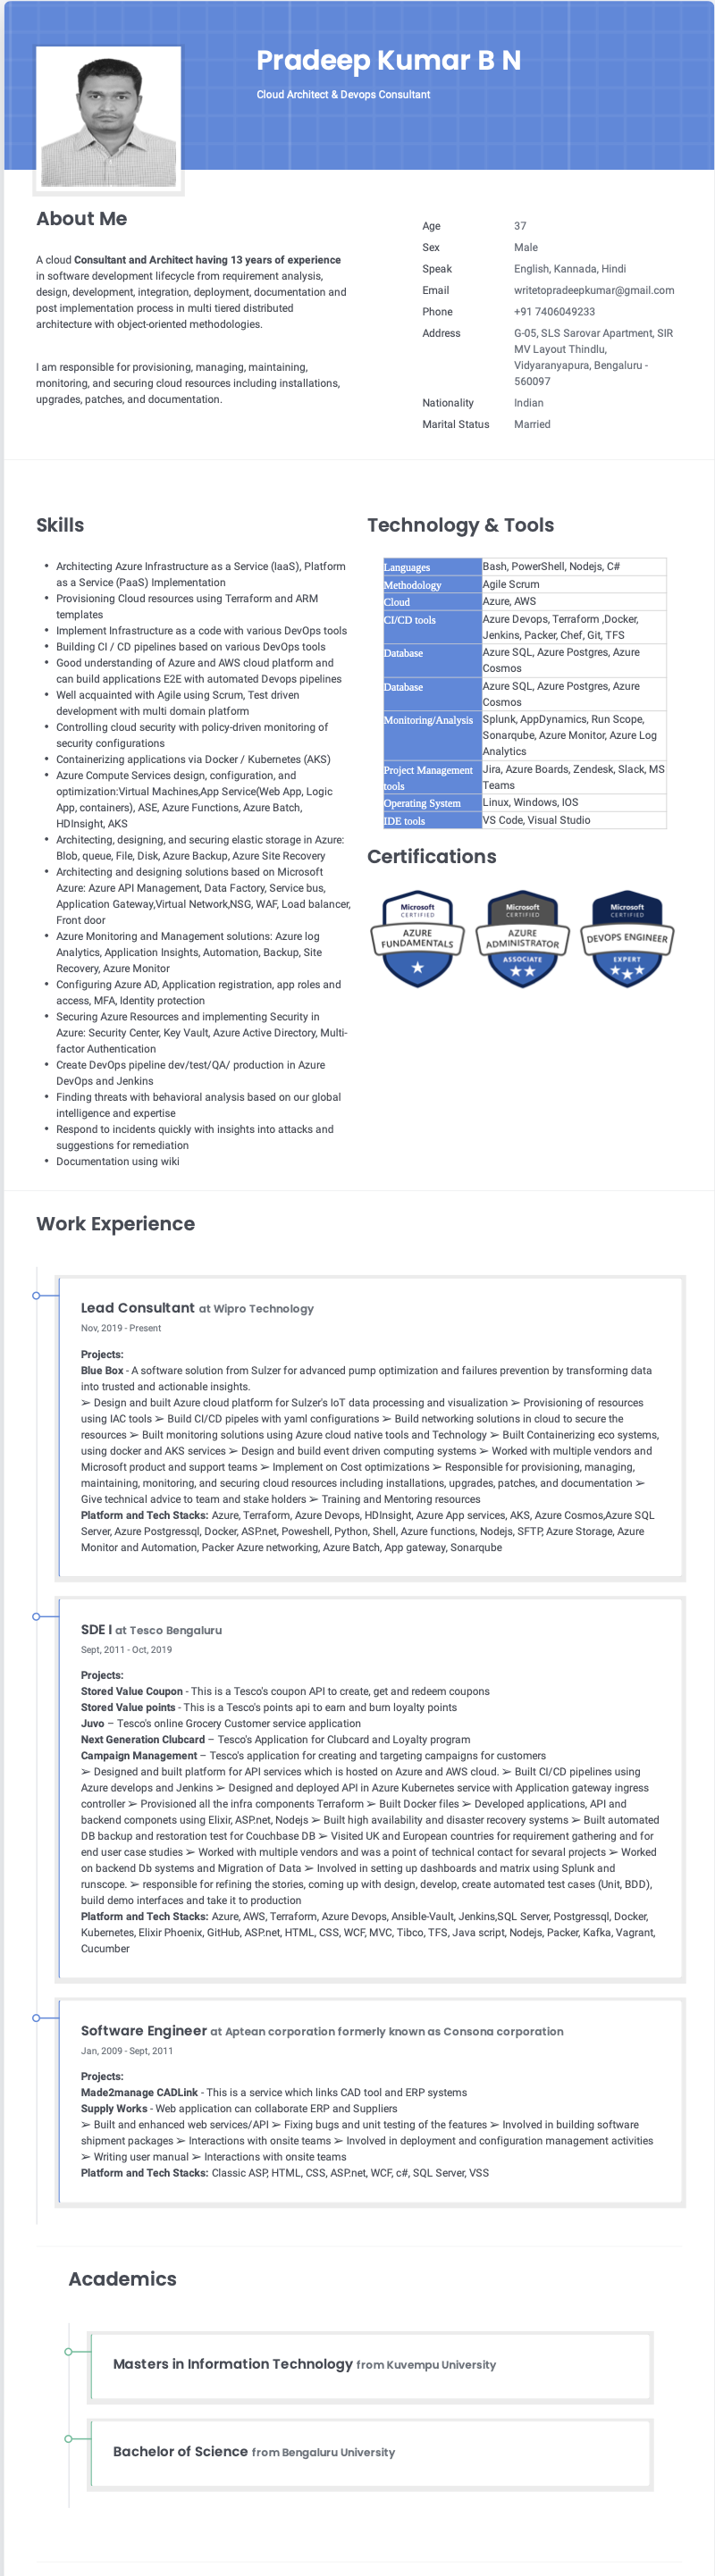 Pradeep Kumar B N
Cloud Architect & Devops Consultant
About Me
A cloud Consultant and Architect having 13 years of experience
in software development lifecycle from requirement analysis,
design, development, integration, deployment, documentation and
post implementation process in multi tiered distributed
architecture with object-oriented methodologies.
I am responsible for provisioning, managing, maintaining,
monitoring, and securing cloud resources including installations,
upgrades, patches, and documentation.
Age 37
Sex Male
Speak English, Kannada, Hindi
Email writetopradeepkumar@gmail.com
Phone +91 7406049233
Address G-05, SLS Sarovar Apartment, SIR
MV Layout Thindlu,
Vidyaranyapura, Bengaluru -
560097
Nationality Indian
Marital Status Married
Skills
• Architecting Azure Infrastructure as a Service (IaaS), Platform
as a Service (PaaS) Implementation
• Provisioning Cloud resources using Terraform and ARM
templates
• Implement Infrastructure as a code with various DevOps tools
• Building CI / CD pipelines based on various DevOps tools
• Good understanding of Azure and AWS cloud platform and
can build applications E2E with automated Devops pipelines
• Well acquainted with Agile using Scrum, Test driven
development with multi domain platform
• Controlling cloud security with policy-driven monitoring of
security configurations
• Containerizing applications via Docker / Kubernetes (AKS)
• Azure Compute Services design, configuration, and
optimization:Virtual Machines,App Service(Web App, Logic
App, containers), ASE, Azure Functions, Azure Batch,
HDInsight, AKS
• Architecting, designing, and securing elastic storage in Azure:
Blob, queue, File, Disk, Azure Backup, Azure Site Recovery
• Architecting and designing solutions based on Microsoft
Azure: Azure API Management, Data Factory, Service bus,
Application Gateway,Virtual Network,NSG, WAF, Load balancer,
Front door
• Azure Monitoring and Management solutions: Azure log
Analytics, Application Insights, Automation, Backup, Site
Recovery, Azure Monitor
• Configuring Azure AD, Application registration, app roles and
access, MFA, Identity protection
• Securing Azure Resources and implementing Security in
Azure: Security Center, Key Vault, Azure Active Directory, Multi-
factor Authentication
• Create DevOps pipeline dev/test/QA/ production in Azure
DevOps and Jenkins
• Finding threats with behavioral analysis based on our global
intelligence and expertise
• Respond to incidents quickly with insights into attacks and
suggestions for remediation
• Documentation using wiki
Technology & Tools
Languages Bash, PowerShell, Nodejs, C#
Methodology Agile Scrum
Cloud Azure, AWS
CI/CD tools Azure Devops, Terraform ,Docker,
Jenkins, Packer, Chef, Git, TFS
Database Azure SQL, Azure Postgres, Azure
Cosmos
Database Azure SQL, Azure Postgres, Azure
Cosmos
Monitoring/Analysis Splunk, AppDynamics, Run Scope,
Sonarqube, Azure Monitor, Azure Log
Analytics
Project Management Jira, Azure Boards, Zendesk, Slack, MS
tools Teams
Operating System Linux, Windows, IOS
IDE tools VS Code, Visual Studio
Certifications
Microsoft
CERTIFIED
AZURE
FUNDAMENTALS
Microsoft
CERTIFIED
AZURE
ADMINISTRATOR
ASSOCIATE
Microsoft
CERTIFIED
DEVOPS ENGINEER
EXPERT
Work Experience
Lead Consultant at Wipro Technology
Nov, 2019 - Present
Projects:
Blue Box - A software solution from Sulzer for advanced pump optimization and failures prevention by transforming data
into trusted and actionable insights.
➢ Design and built Azure cloud platform for Sulzer's IoT data processing and visualization ➢ Provisioning of resources
using IAC tools ➢ Build CI/CD pipeles with yaml configurations ➢ Build networking solutions in cloud to secure the
resources ➢ Built monitoring solutions using Azure cloud native tools and Technology ➢ Built Containerizing eco systems,
using docker and AKS services ➢ Design and build event driven computing systems ➢ Worked with multiple vendors and
Microsoft product and support teams ➢ Implement on Cost optimizations ➢ Responsible for provisioning, managing,
maintaining, monitoring, and securing cloud resources including installations, upgrades, patches, and documentation ➢
Give technical advice to team and stake holders ➢ Training and Mentoring resources
Platform and Tech Stacks: Azure, Terraform, Azure Devops, HDInsight, Azure App services, AKS, Azure Cosmos,Azure SQL
Server, Azure Postgressql, Docker, ASP.net, Poweshell, Python, Shell, Azure functions, Nodejs, SFTP, Azure Storage, Azure
Monitor and Automation, Packer Azure networking, Azure Batch, App gateway, Sonarqube
SDE I at Tesco Bengaluru
Sept, 2011 - Oct, 2019
Projects:
Stored Value Coupon - This is a Tesco's coupon API to create, get and redeem coupons
Stored Value points - This is a Tesco's points api to earn and burn loyalty points
Juvo – Tesco's online Grocery Customer service application
Next Generation Clubcard – Tesco's Application for Clubcard and Loyalty program
Campaign Management – Tesco's application for creating and targeting campaigns for customers
➢ Designed and built platform for API services which is hosted on Azure and AWS cloud. ➢ Built CI/CD pipelines using
Azure develops and Jenkins ➢ Designed and deployed API in Azure Kubernetes service with Application gateway ingress
controller ➢ Provisioned all the infra components Terraform ➢ Built Docker files ➢ Developed applications, API and
backend componets using Elixir, ASP.net, Nodejs ➢ Built high availability and disaster recovery systems ➢ Built automated
DB backup and restoration test for Couchbase DB ➢ Visited UK and European countries for requirement gathering and for
end user case studies ➢ Worked with multiple vendors and was a point of technical contact for sevaral projects ➢ Worked
on backend Db systems and Migration of Data ➢ Involved in setting up dashboards and matrix using Splunk and
runscope. ➢ responsible for refining the stories, coming up with design, develop, create automated test cases (Unit, BDD),
build demo interfaces and take it to production
Platform and Tech Stacks: Azure, AWS, Terraform, Azure Devops, Ansible-Vault, Jenkins,SQL Server, Postgressql, Docker,
Kubernetes, Elixir Phoenix, GitHub, ASP.net, HTML, CSS, WCF, MVC, Tibco, TFS, Java script, Nodejs, Packer, Kafka, Vagrant,
Cucumber
Software Engineer at Aptean corporation formerly known as Consona corporation
Jan, 2009 - Sept, 2011
Projects:
Made2manage CADLink - This is a service which links CAD tool and ERP systems
Supply Works - Web application can collaborate ERP and Suppliers
➢ Built and enhanced web services/API ➢ Fixing bugs and unit testing of the features ➢ Involved in building software
shipment packages ➢ Interactions with onsite teams ➢ Involved in deployment and configuration management activities
➢ Writing user manual ➢ Interactions with onsite teams
Platform and Tech Stacks: Classic ASP, HTML, CSS, ASP.net, WCF, c#, SQL Server, VSS
Academics
Masters in Information Technology from Kuvempu University
Bachelor of Science from Bengaluru University